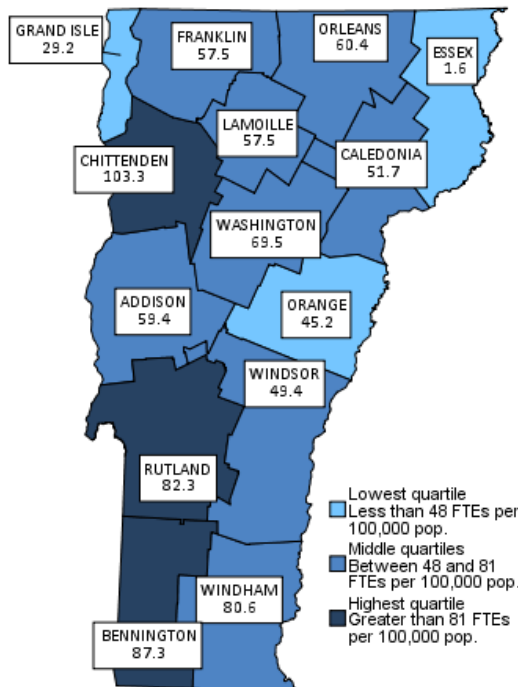 GRAND ISLE
29.2
FRANKLIN
57.5
ORLEANS
60.4
ESSEX
1.6
LAMOILLE
57.5
CHITTENDEN
103.3
CALEDONIA
51.7
WASHINGTON
69.5
ADDISON
59.4
ORANGE
45.2
WINDSOR
49.4
RUTLAND
82.3
WINDHAM
80.6
BENNINGTON
87.3
Lowest quartile
Less than 48 FTEs per
100,000 pop.
Middle quartiles
Between 48 and 81
FTEs per 100,000 pop.
Highest quartile
Greater than 81 FTEs
per 100,000 pop.